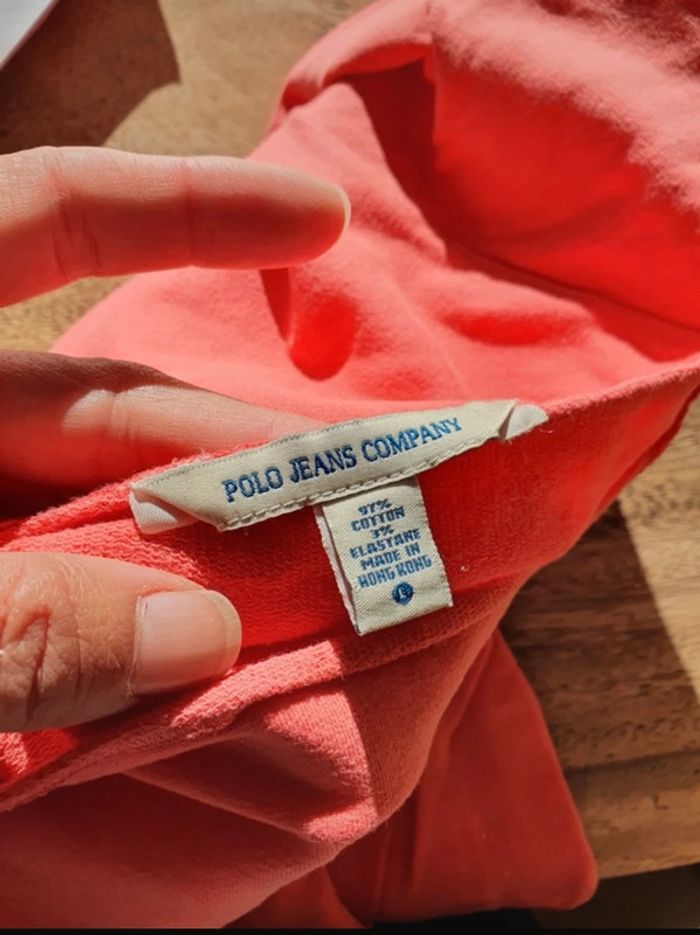 POLO JEANS COMPANY
97%
COTTON
3%
ELASTANE
MADE IN
HONG KONG
L